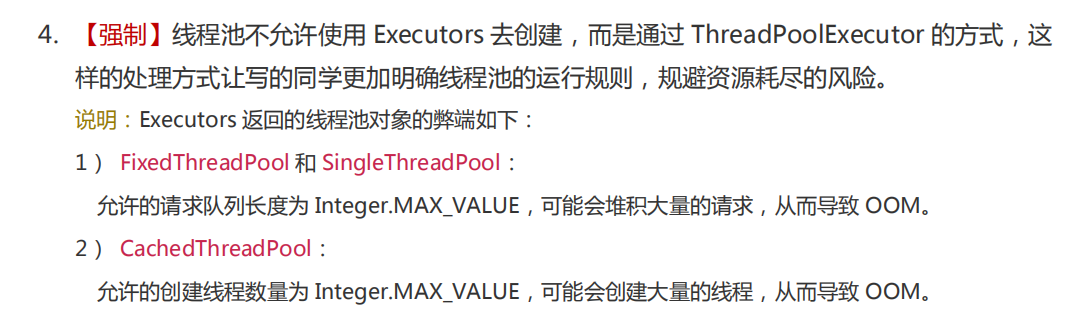 4. 【强制】线程池不允许使用 Executors 去创建，而是通过 ThreadPoolExecutor 的方式，这
样的处理方式让写的同学更加明确线程池的运行规则，规避资源耗尽的风险。
说明：Executors 返回的线程池对象的弊端如下：
1） FixedThreadPool 和 SingleThreadPool：
允许的请求队列长度为 Integer.MAX_VALUE，可能会堆积大量的请求，从而导致 OOM。
2） CachedThreadPool：
允许的创建线程数量为 Integer.MAX_VALUE，可能会创建大量的线程，从而导致 OOM。